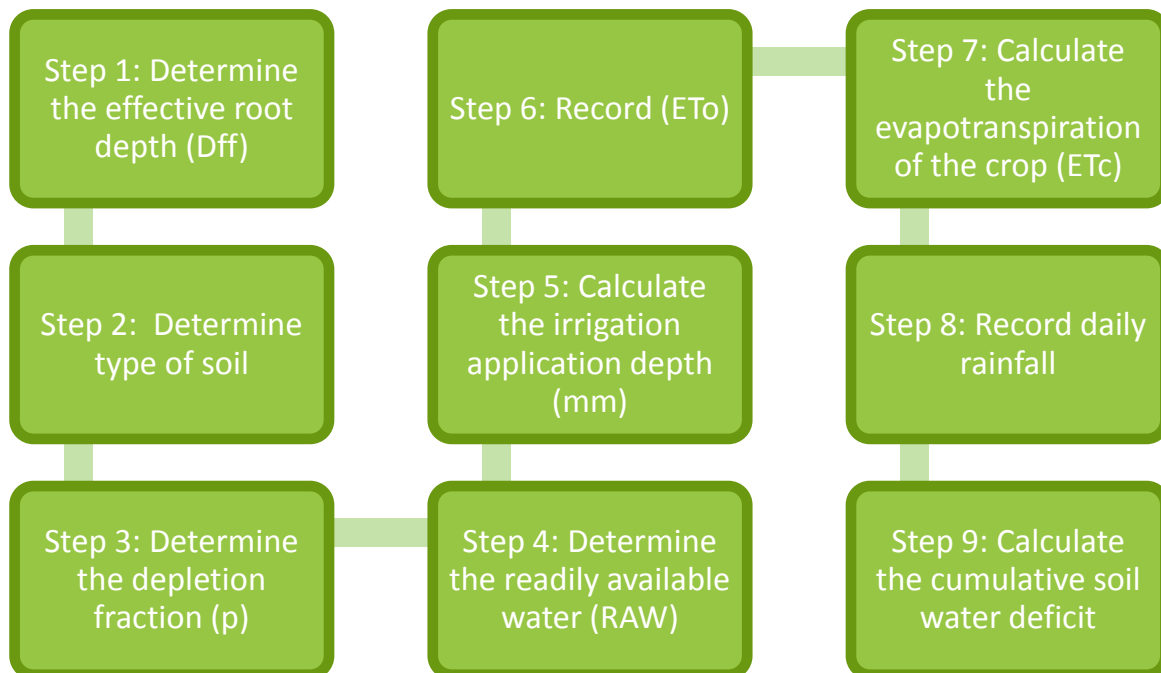 Step 1: Determine
the effective root
depth (Dff)
Step 2:  Determine
type of soil
Step 3: Determine
the depletion
fraction (p)
Step 4: Determine
the readily available
water (RAW)
Step 5: Calculate
the irrigation
application depth
(mm)
Step 6: Record (ETo)
Step 7: Calculate
the
evapotranspiration
of the crop (ETc)
Step 8: Record daily
rainfall
Step 9: Calculate
the cumulative soil
water deficit